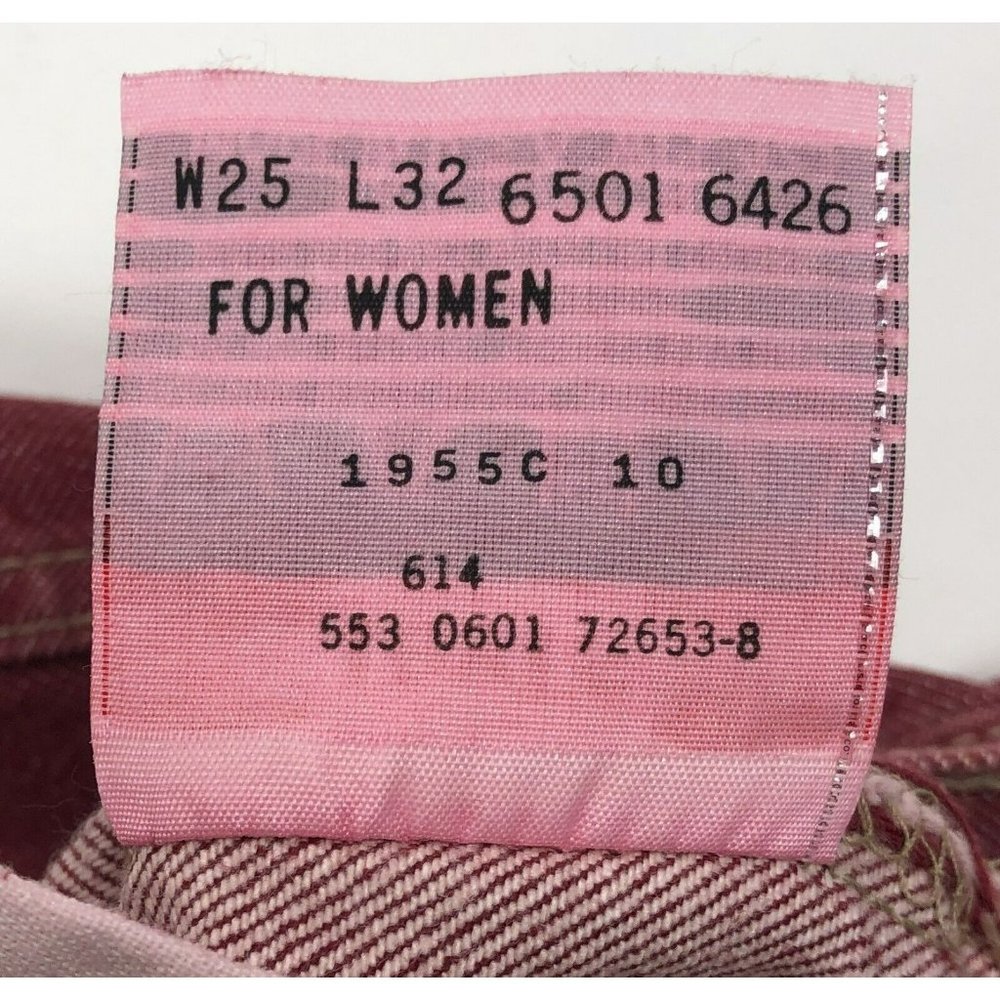 W25 L32 6501 6426
FOR WOMEN
1955C 10
614
553 0601 72653-8